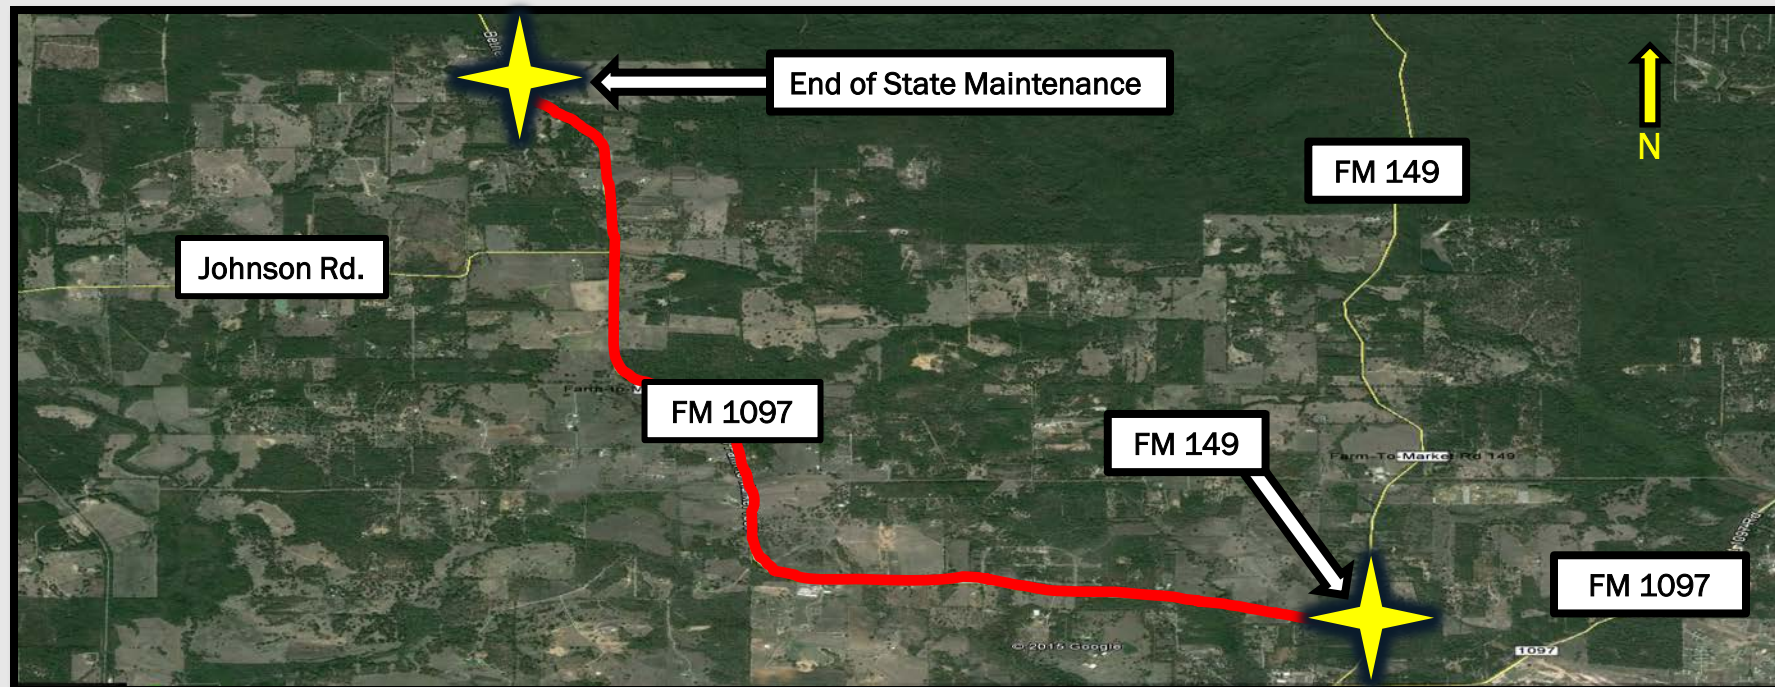 End of State Maintenance
FM 149
N
Johnson Rd.
FM 1097
FM 149
Farm-To-Market Rd 149
FM 1097
© 2015 Google
1097